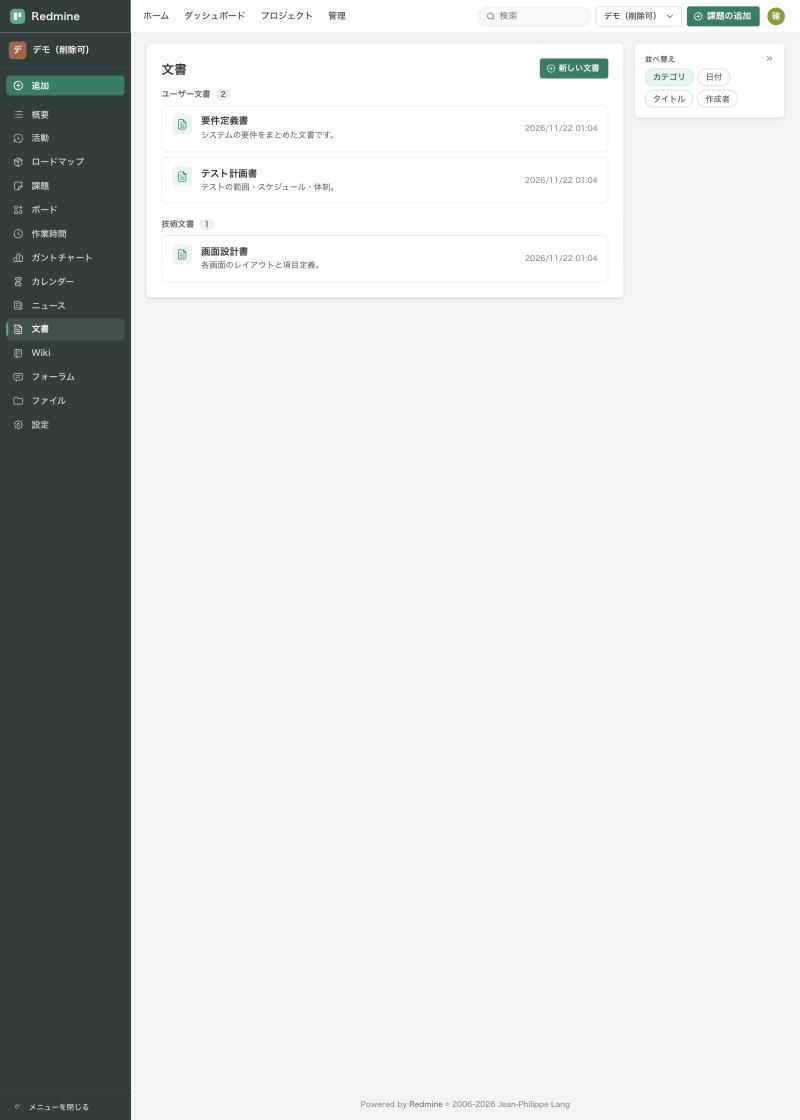 Redmine
ホーム ダッシュボード プロジェクト 管理
検索
デモ（削除可）
課題の追加
確
デ デモ（削除可）
追加
概要
活動
ロードマップ
課題
ボード
作業時間
ガントチャート
カレンダー
ニュース
文書
Wiki
フォーラム
ファイル
設定
メニューを閉じる
文書
新しい文書
ユーザー文書 2
要件定義書
システムの要件をまとめた文書です。
2026/11/22 01:04
テスト計画書
テストの範囲・スケジュール・体制。
2026/11/22 01:04
技術文書 1
画面設計書
各画面のレイアウトと項目定義。
2026/11/22 01:04
並べ替え
カテゴリ 日付
タイトル 作成者
Powered by Redmine © 2006-2026 Jean-Philippe Lang